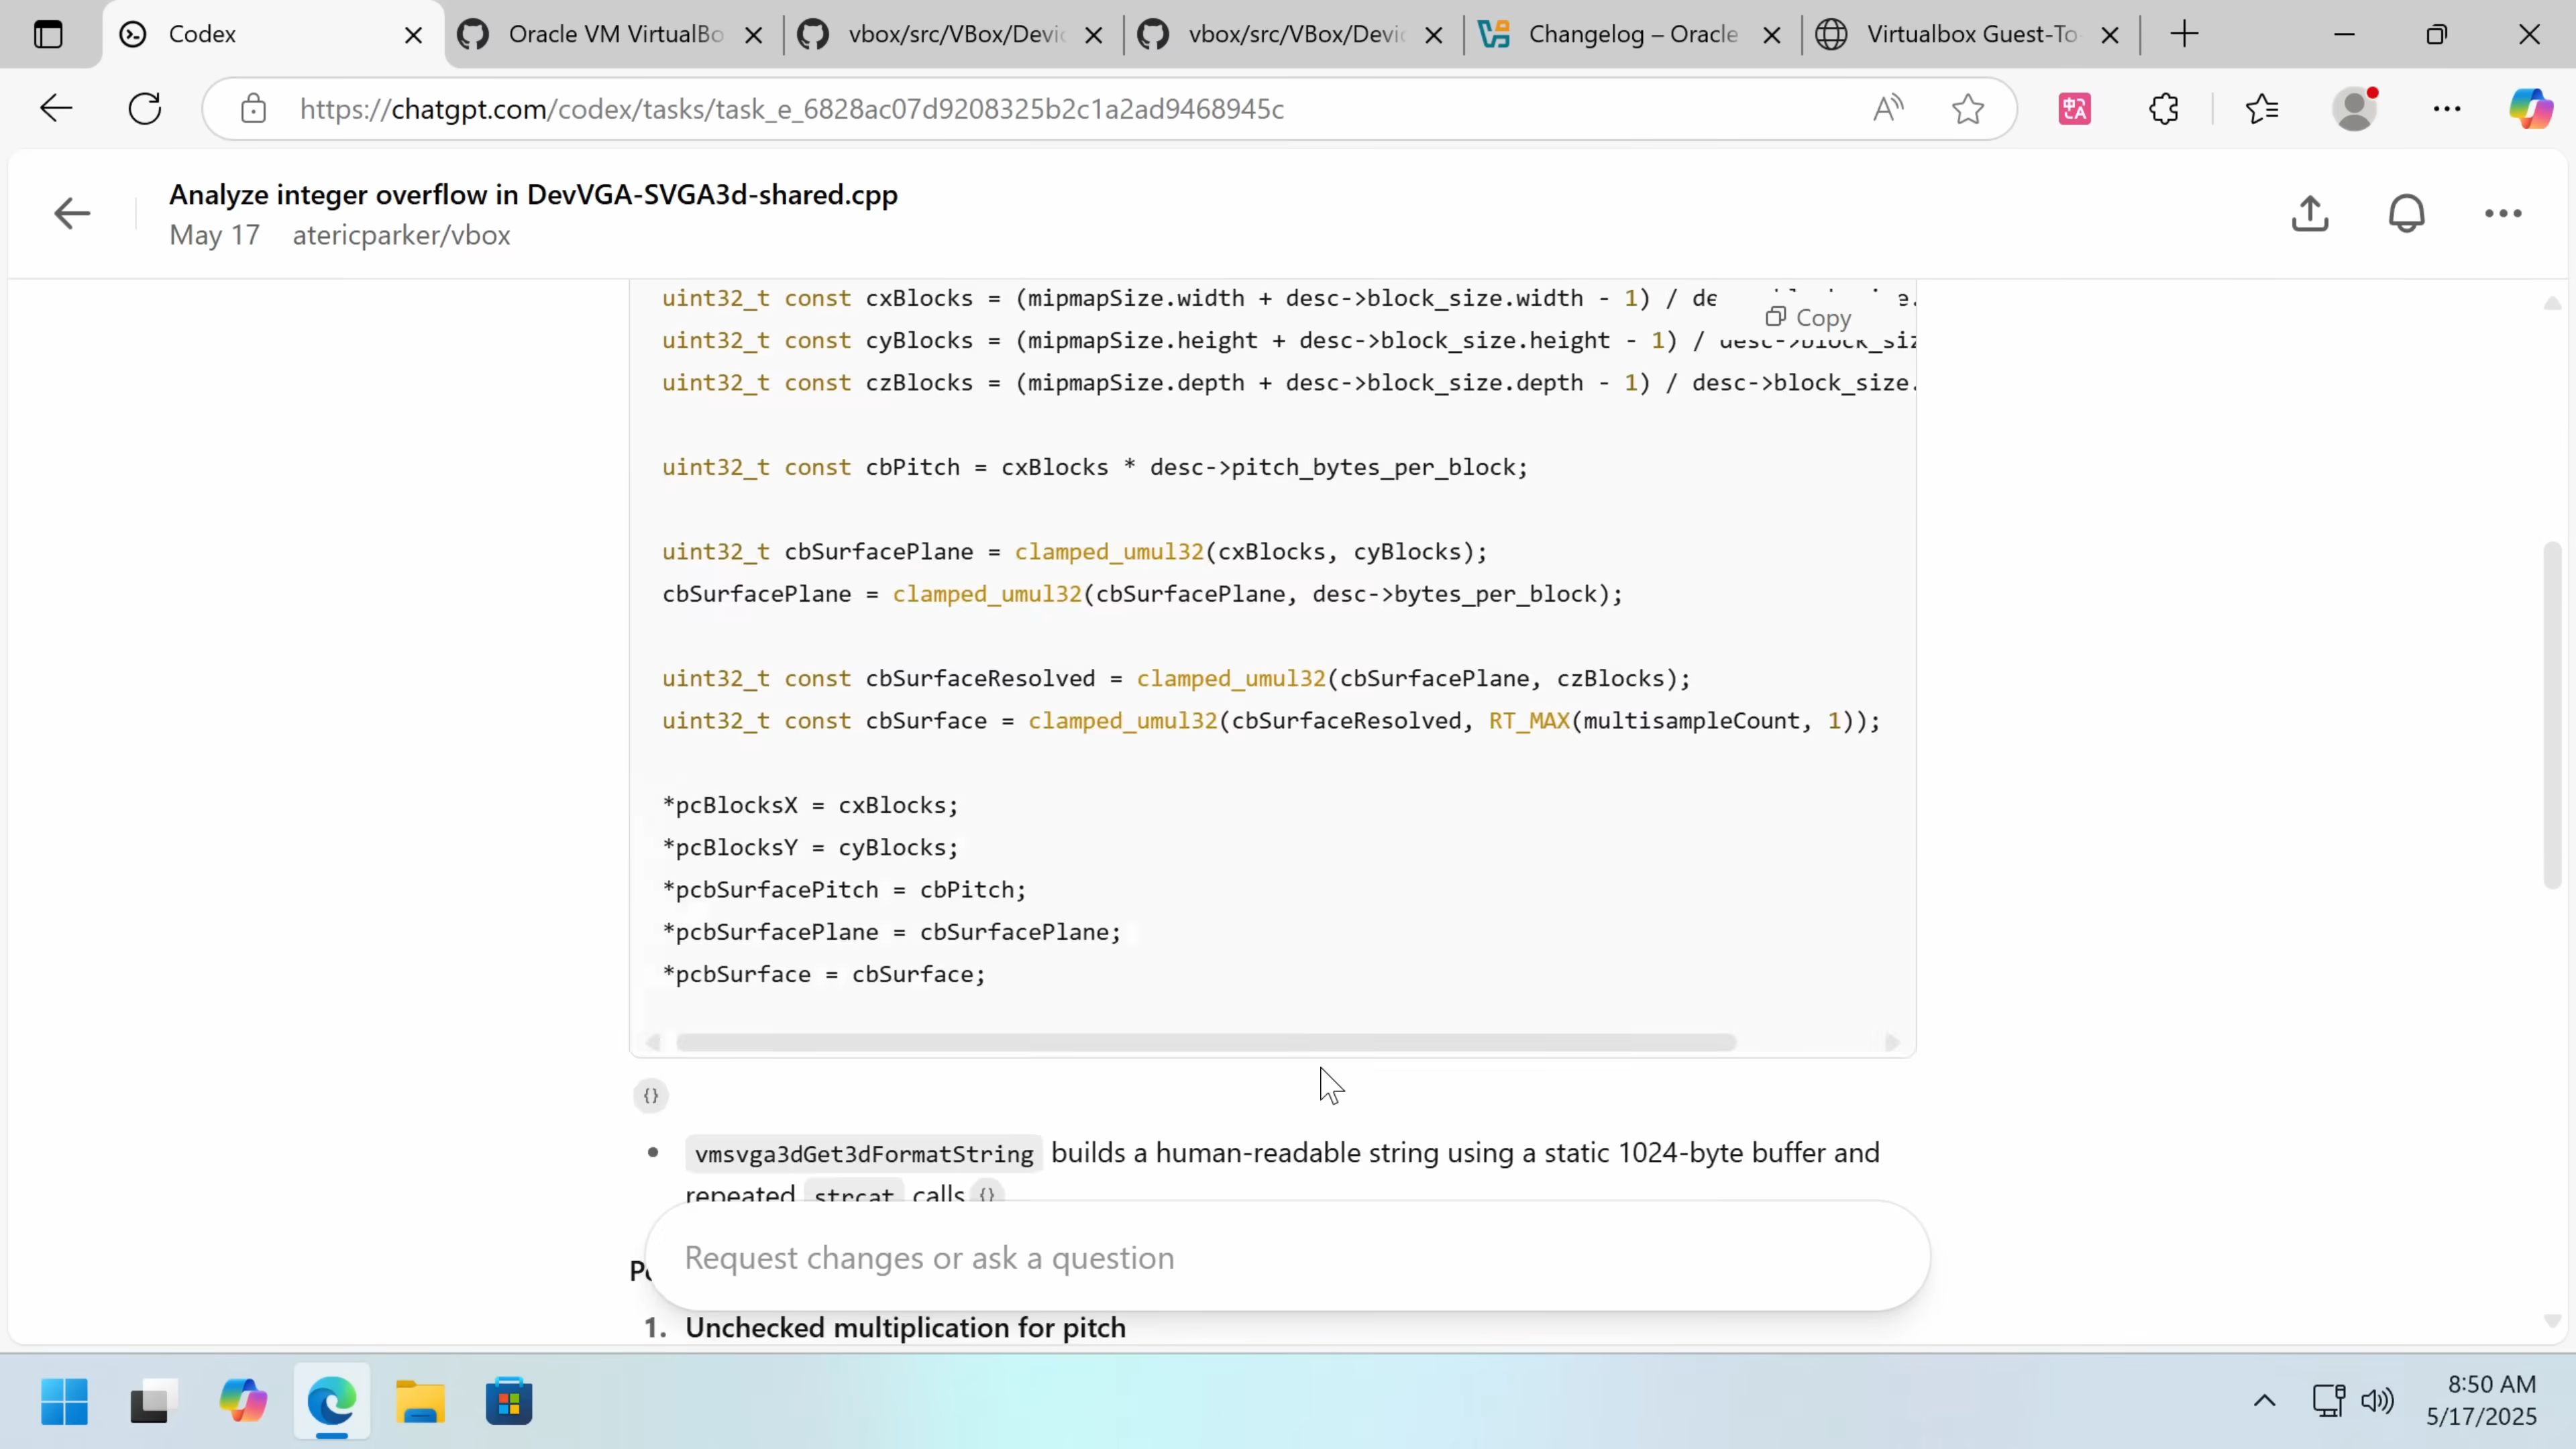 Codex
Oracle VM VirtualBo
vbox/src/VBox/Devic
vbox/src/VBox/Devic
Changelog – Oracle
Virtualbox Guest-To
https://chatgpt.com/codex/tasks/task_e_6828ac07d9208325b2c1a2ad9468945c
Analyze integer overflow in DevVGA-SVGA3d-shared.cpp
May 17 atericparker/vbox
uint32_t const cxBlocks = (mipmapSize.width + desc->block_size.width - 1) / de
Copy
uint32_t const cyBlocks = (mipmapSize.height + desc->block_size.height - 1) / desc->block_siz
uint32_t const czBlocks = (mipmapSize.depth + desc->block_size.depth - 1) / desc->block_size.
uint32_t const cbPitch = cxBlocks * desc->pitch_bytes_per_block;
uint32_t cbSurfacePlane = clamped_umul32(cxBlocks, cyBlocks);
cbSurfacePlane = clamped_umul32(cbSurfacePlane, desc->bytes_per_block);
uint32_t const cbSurfaceResolved = clamped_umul32(cbSurfacePlane, czBlocks);
uint32_t const cbSurface = clamped_umul32(cbSurfaceResolved, RT_MAX(multisampleCount, 1));
*pcBlocksX = cxBlocks;
*pcBlocksY = cyBlocks;
*pcbSurfacePitch = cbPitch;
*pcbSurfacePlane = cbSurfacePlane;
*pcbSurface = cbSurface;
{}
• vmsvga3dGet3dFormatString builds a human-readable string using a static 1024-byte buffer and
repeated strcat calls {}
Request changes or ask a question
1. Unchecked multiplication for pitch
8:50 AM
5/17/2025